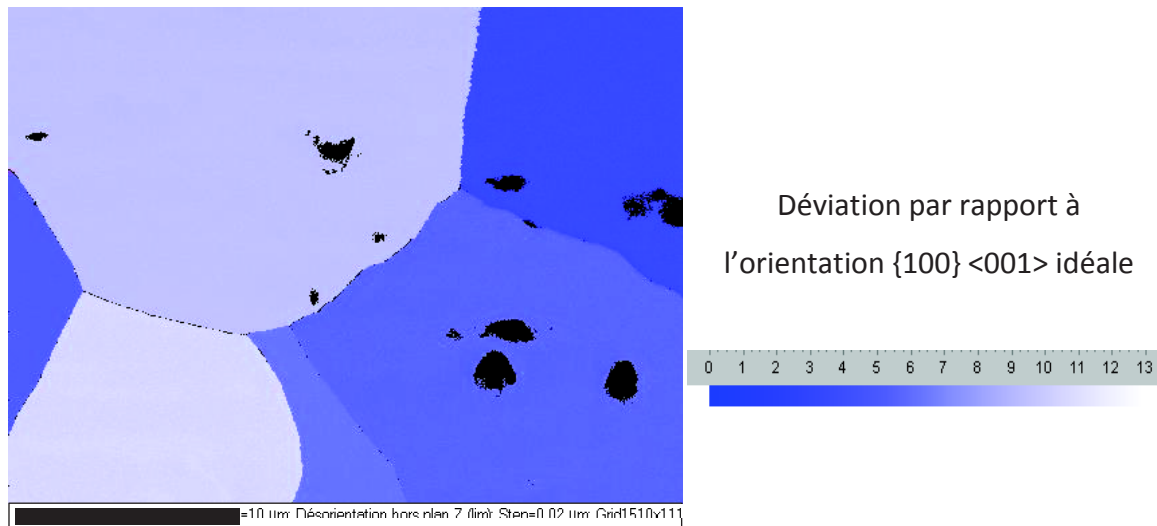 Déviation par rapport à
l'orientation {100} <001> idéale
0 1 2 3 4 5 6 7 8 9 10 11 12 13
=10 µm; Désorientation hors plan Z (lim); Step=0.02 µm; Grid1510x111